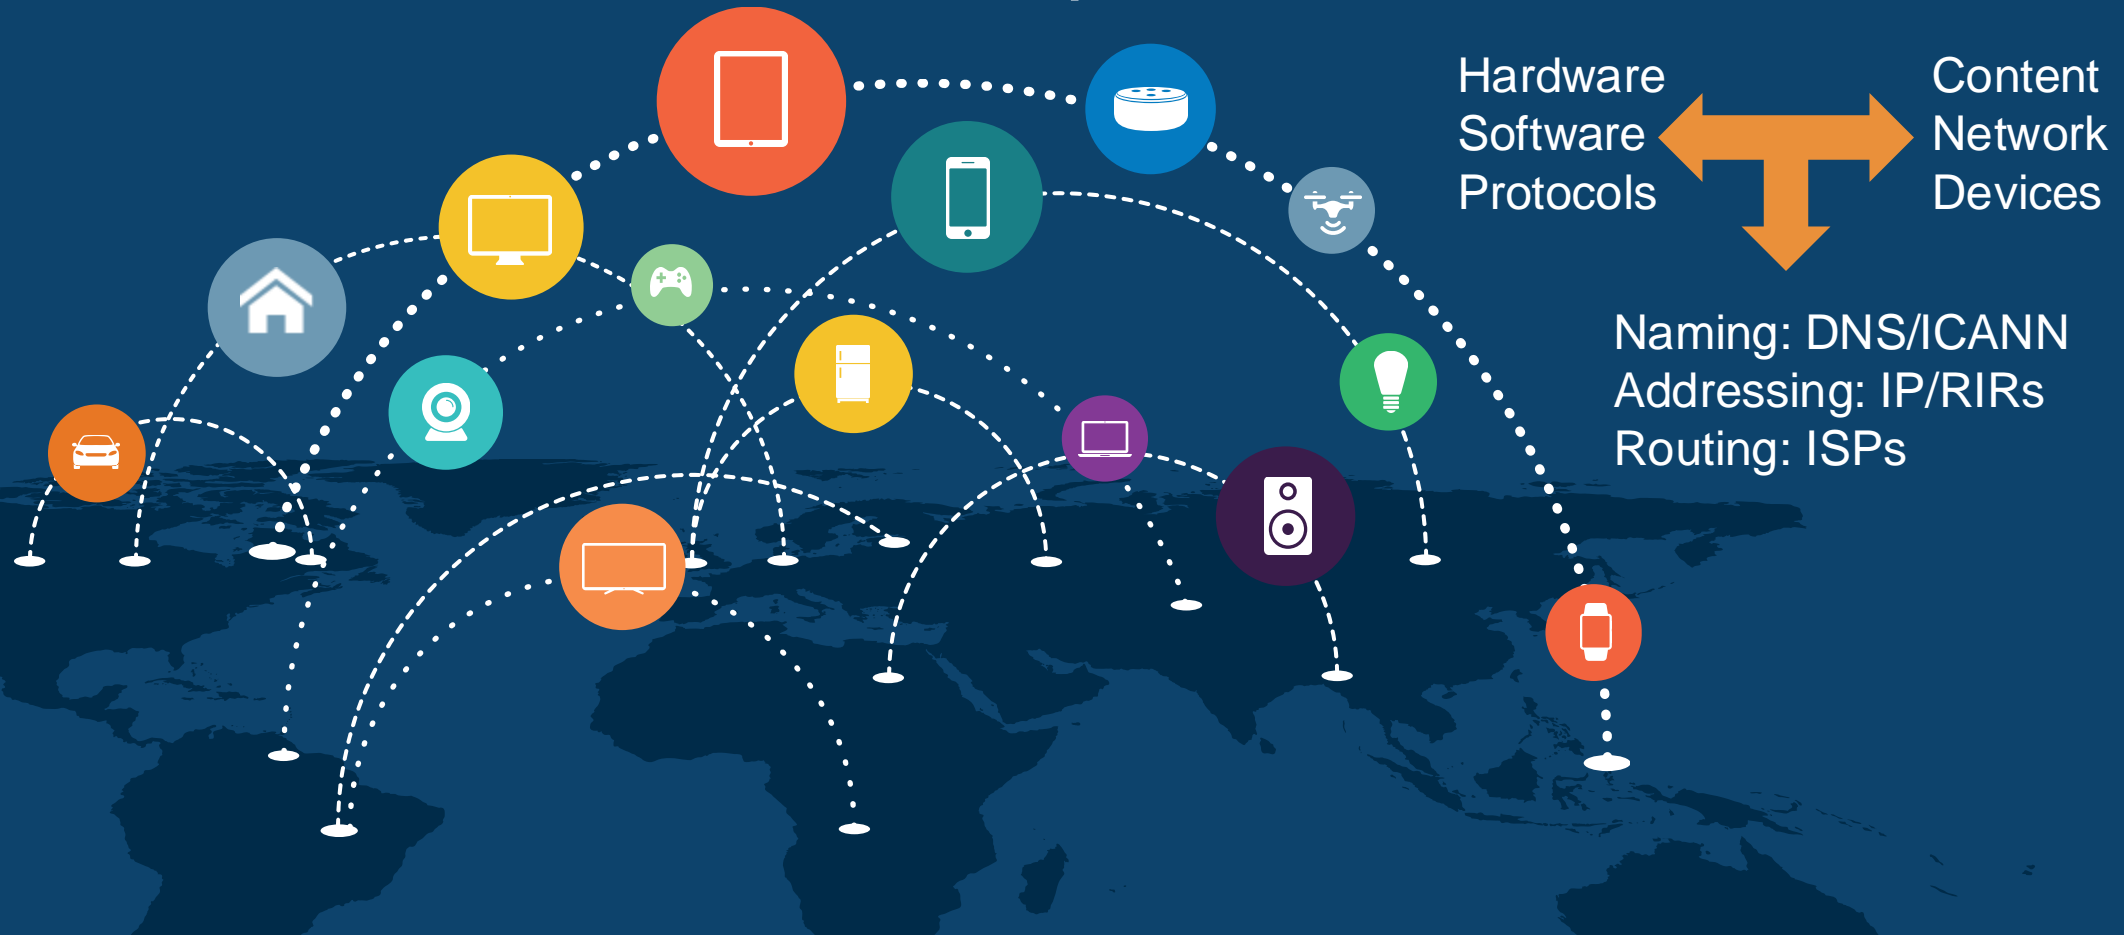 Hardware
Software
Protocols
Content
Network
Devices
Naming: DNS/ICANN
Addressing: IP/RIRs
Routing: ISPs